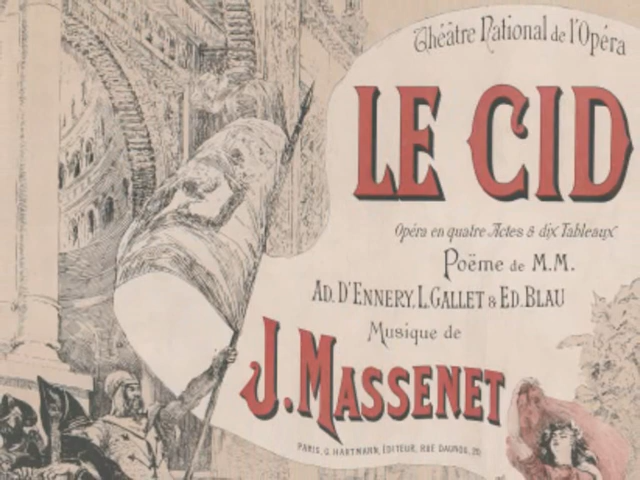 Théâtre National de l'Opéra
LE CID
Opéra en quatre Actes & dix Tableaux
Poëme de M.M.
AD. D'ENNERY, L. GALLET & ED. BLAU
Musique de
J. MASSENET
PARIS, G. HARTMANN, ÉDITEUR, RUE DAUNOU, 20